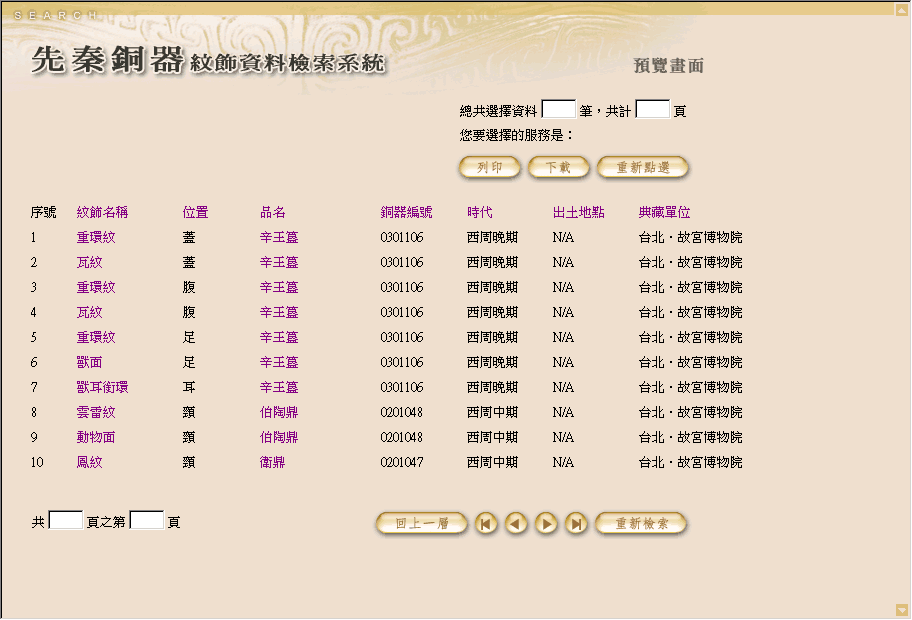 SEARCH
先秦銅器紋飾資料檢索系統
預覽畫面
總共選擇資料 筆，共計 頁
您要選擇的服務是：
列印 下載 重新點選
序號 紋飾名稱 位置 品名 銅器編號 時代 出土地點 典藏單位
1 重環紋 蓋 辛王簋 0301106 西周晚期 N/A 台北‧故宮博物院
2 瓦紋 蓋 辛王簋 0301106 西周晚期 N/A 台北‧故宮博物院
3 重環紋 腹 辛王簋 0301106 西周晚期 N/A 台北‧故宮博物院
4 瓦紋 腹 辛王簋 0301106 西周晚期 N/A 台北‧故宮博物院
5 重環紋 足 辛王簋 0301106 西周晚期 N/A 台北‧故宮博物院
6 獸面 足 辛王簋 0301106 西周晚期 N/A 台北‧故宮博物院
7 獸耳銜環 耳 辛王簋 0301106 西周晚期 N/A 台北‧故宮博物院
8 雲雷紋 頸 伯陶鼎 0201048 西周中期 N/A 台北‧故宮博物院
9 動物面 頸 伯陶鼎 0201048 西周中期 N/A 台北‧故宮博物院
10 鳳紋 頸 衛鼎 0201047 西周中期 N/A 台北‧故宮博物院
共 頁之第 頁
回上一層 重新檢索